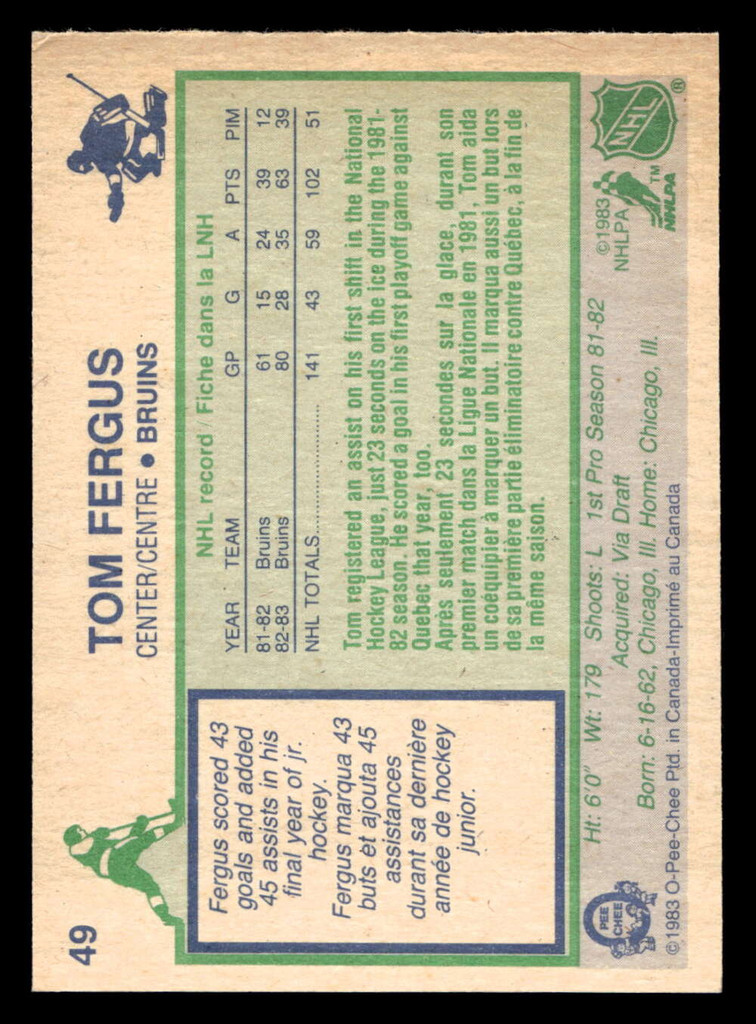 49
TOM FERGUS
CENTER/CENTRE • BRUINS
Fergus scored 43
goals and added
45 assists in his
final year of jr.
hockey.
Fergus marqua 43
buts et ajouta 45
assistances
durant sa dernière
année de hockey
junior.
NHL record / Fiche dans la LNH
YEAR TEAM GP G A PTS PIM
81-82 Bruins 61 15 24 39 12
82-83 Bruins 80 28 35 63 39
NHL TOTALS.................... 141 43 59 102 51
Tom registered an assist on his first shift in the National
Hockey League, just 23 seconds on the ice during the 1981-
82 season. He scored a goal in his first playoff game against
Quebec that year, too.
Après seulement 23 secondes sur la glace, durant son
premier match dans la Ligue Nationale en 1981, Tom aida
un coéquipier à marquer un but. Il marqua aussi un but lors
de sa première partie éliminatoire contre Québec, à la fin de
la même saison.
Ht: 6'0" Wt: 179 Shoots: L 1st Pro Season 81-82
Acquired: Via Draft
Born: 6-16-62, Chicago, Ill. Home: Chicago, Ill.
© 1983 O-Pee-Chee Ptd. in Canada-Imprimé au Canada
O
PEE
CHEE
©1983
NHLPA
NHLPA
TM
NHL
®